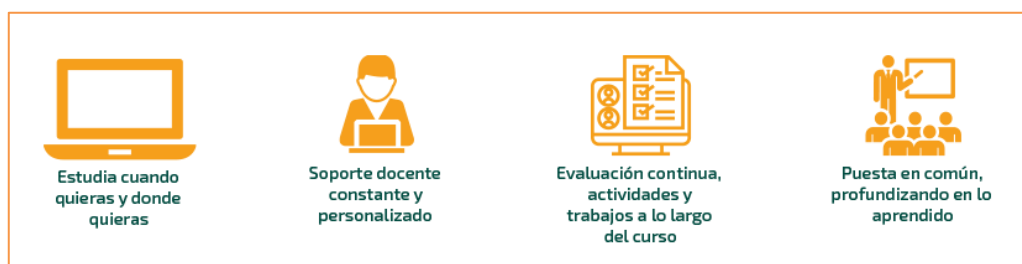 Estudia cuando
quieras y donde
quieras
Soporte docente
constante y
personalizado
Evaluación continua,
actividades y
trabajos a lo largo
del curso
Puesta en común,
profundizando en lo
aprendido